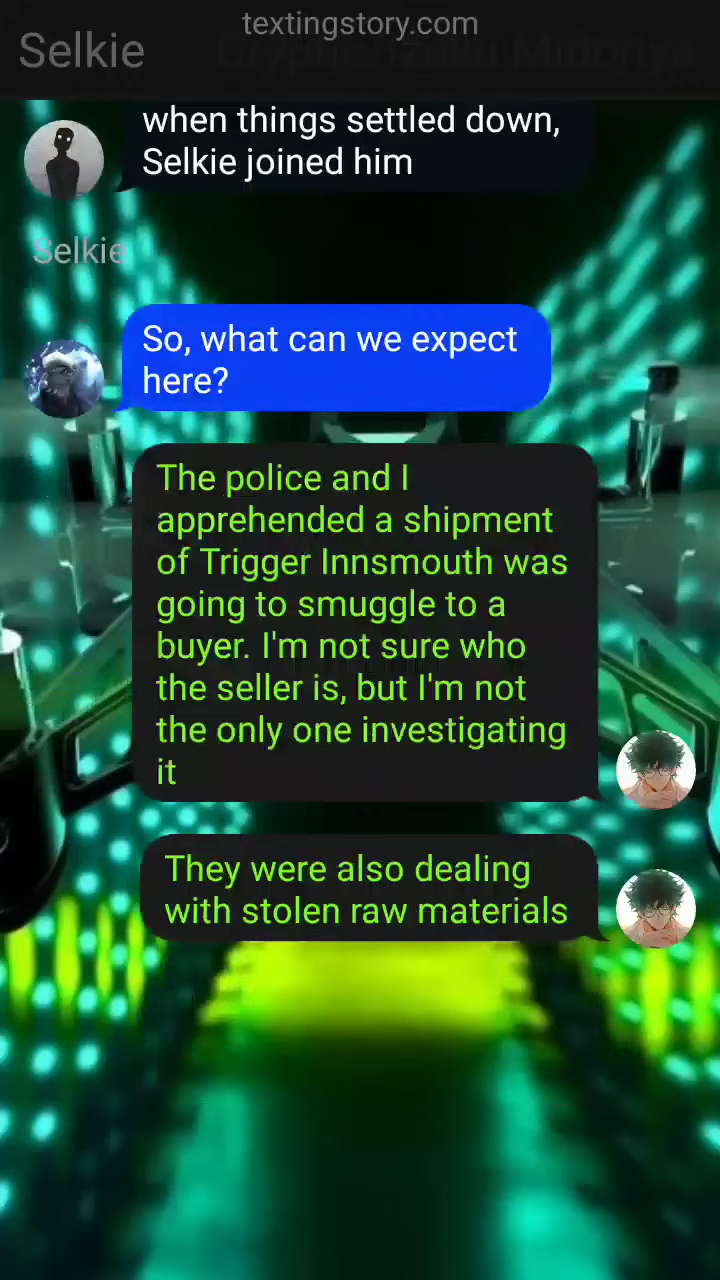 textingstory.com
Selkie
when things settled down,
Selkie joined him
Selkie
So, what can we expect
here?
The police and I
apprehended a shipment
of Trigger Innsmouth was
going to smuggle to a
buyer. I'm not sure who
the seller is, but I'm not
the only one investigating
it
They were also dealing
with stolen raw materials